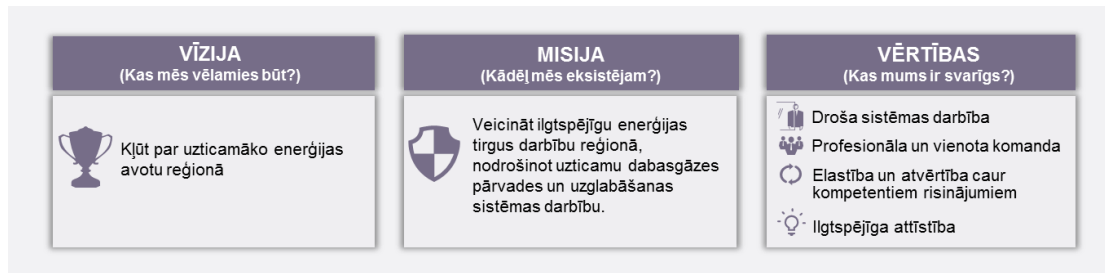 VĪZIJA
(Kas mēs vēlamies būt?)
Kļūt par uzticamāko enerģijas
avotu reģionā
MISIJA
(Kādēļ mēs eksistējam?)
Veicināt ilgtspējīgu enerģijas
tirgus darbību reģionā,
nodrošinot uzticamu dabasgāzes
pārvades un uzglabāšanas
sistēmas darbību.
VĒRTĪBAS
(Kas mums ir svarīgs?)
Droša sistēmas darbība
Profesionāla un vienota komanda
Elastība un atvērtība caur
kompetentiem risinājumiem
Ilgtspējīga attīstība